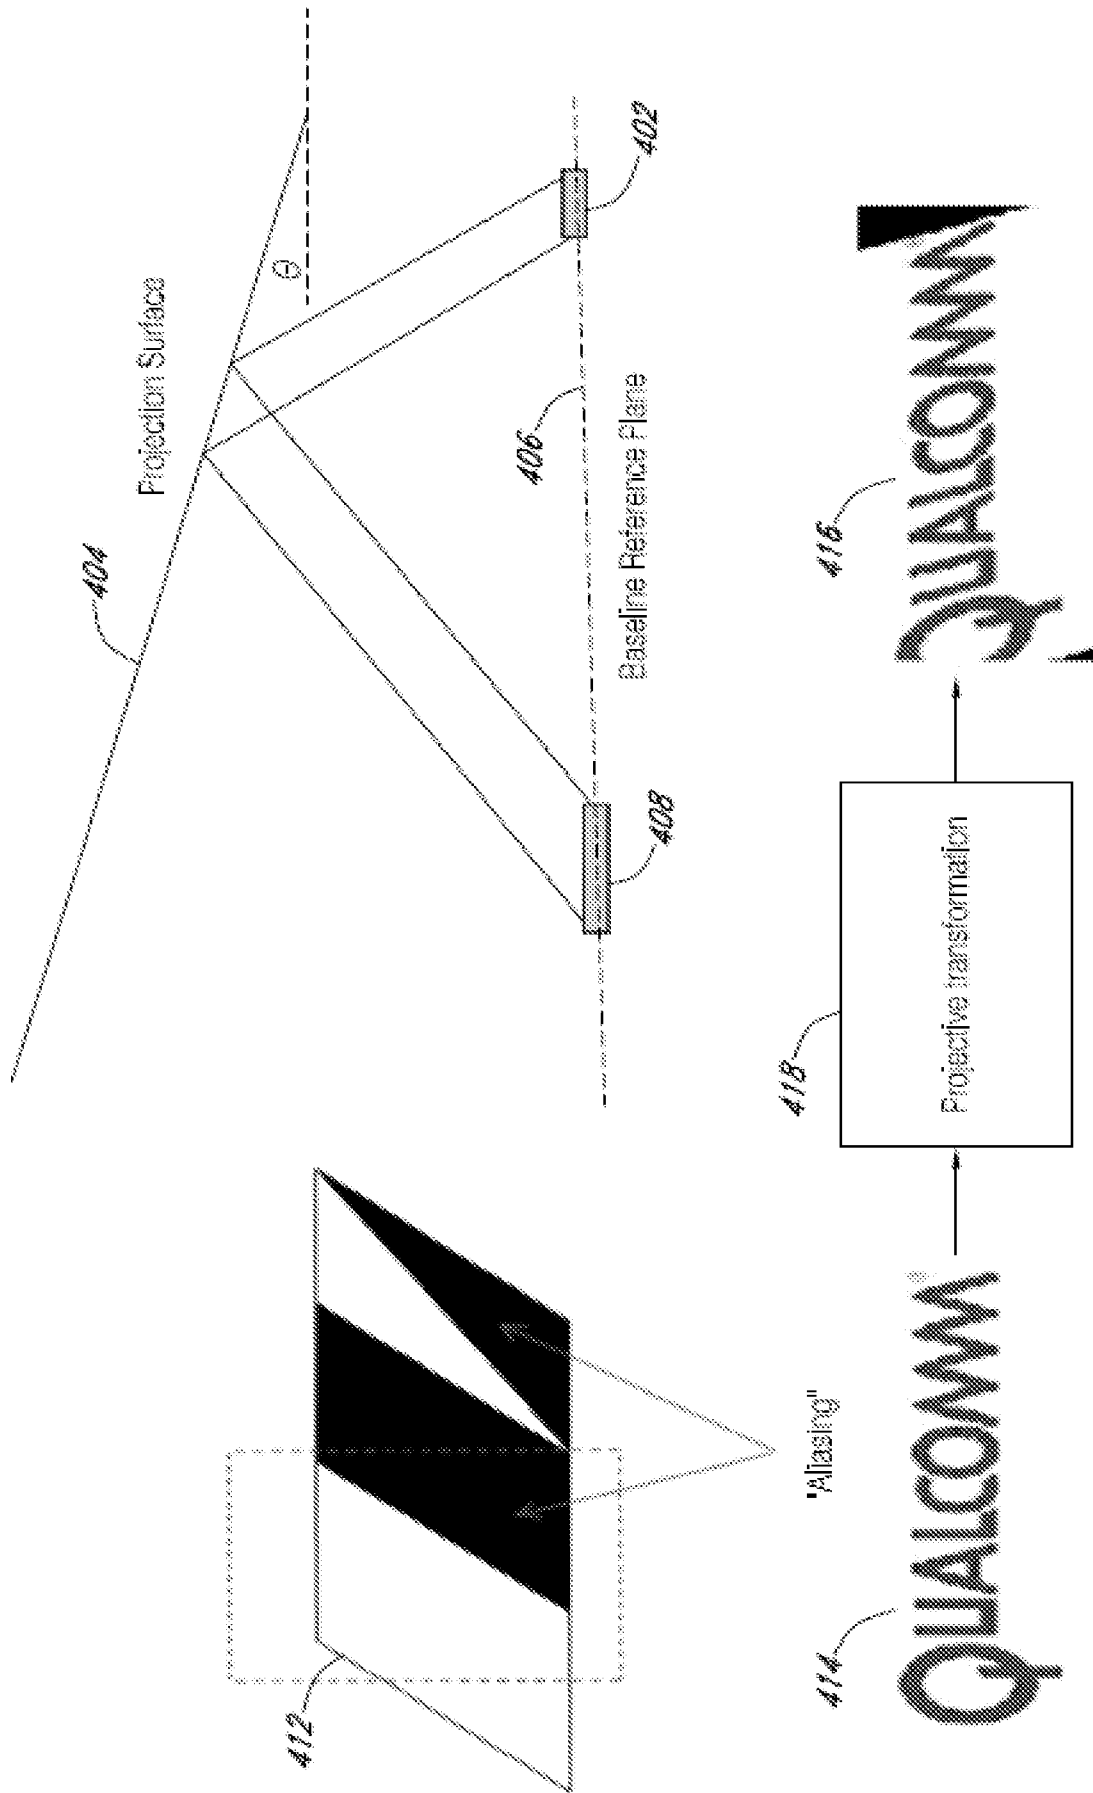 404
Projection Surface
θ
412
406
402
Baseline Reference Plane
408
"Aliasing"
414
418
416
QUALCOMM
Projective transformation
QUALCOMM